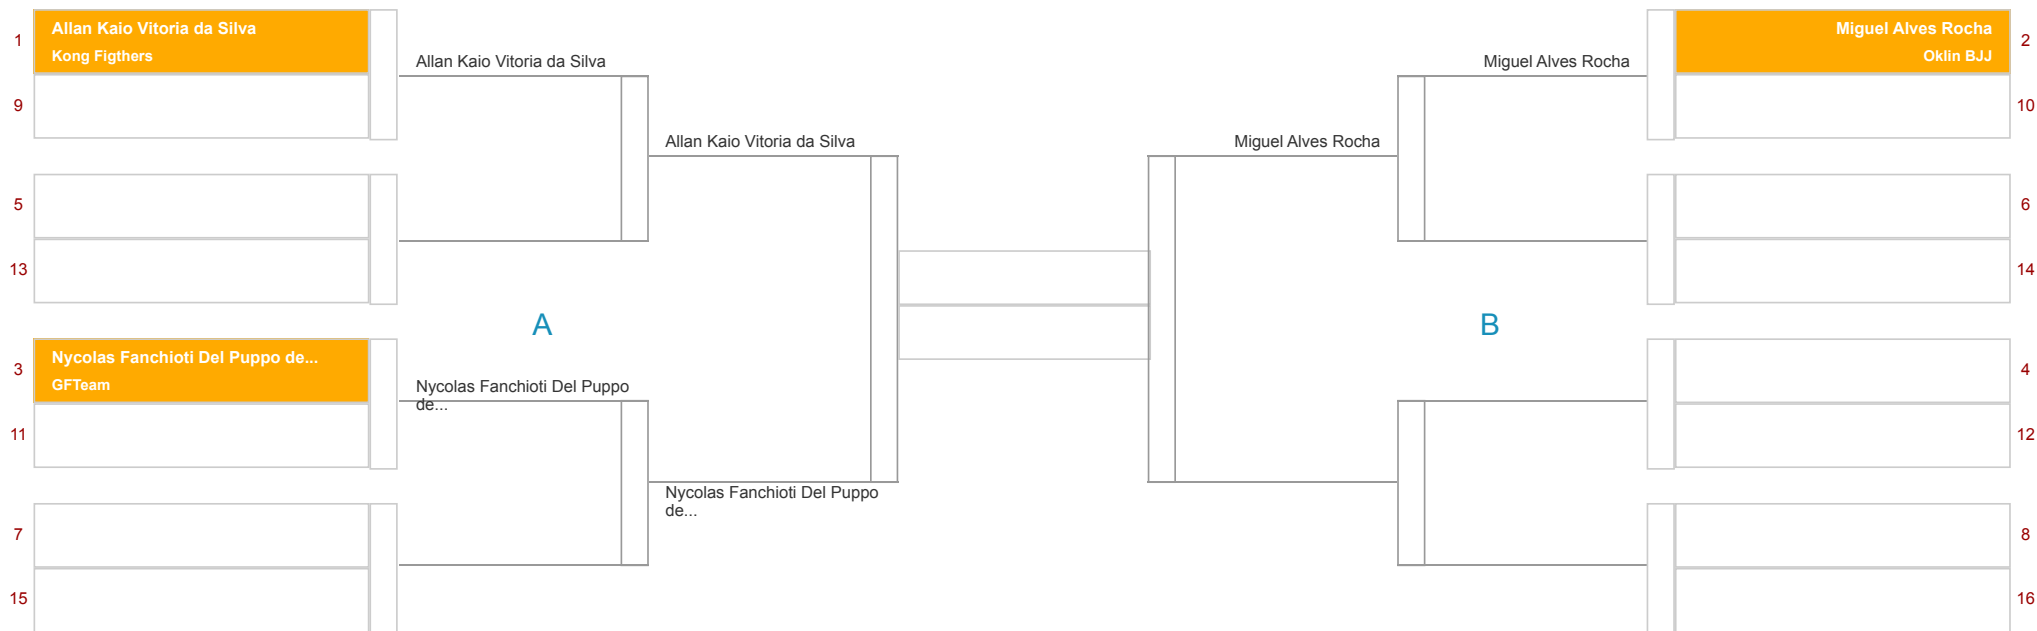 1
Allan Kaio Vitoria da Silva
Kong Figthers
9
Allan Kaio Vitoria da Silva
5
13
Allan Kaio Vitoria da Silva
A
3
Nycolas Fanchioti Del Puppo de...
GFTeam
11
Nycolas Fanchioti Del Puppo
de...
7
15
Nycolas Fanchioti Del Puppo
de...
Miguel Alves Rocha
Oklin BJJ
2
Miguel Alves Rocha
10
Miguel Alves Rocha
6
14
B
4
12
8
16